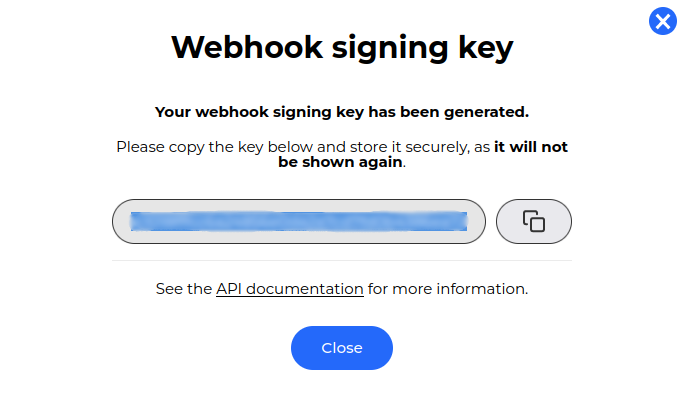 Webhook signing key
Your webhook signing key has been generated.
Please copy the key below and store it securely, as it will not
be shown again.
See the API documentation for more information.
Close